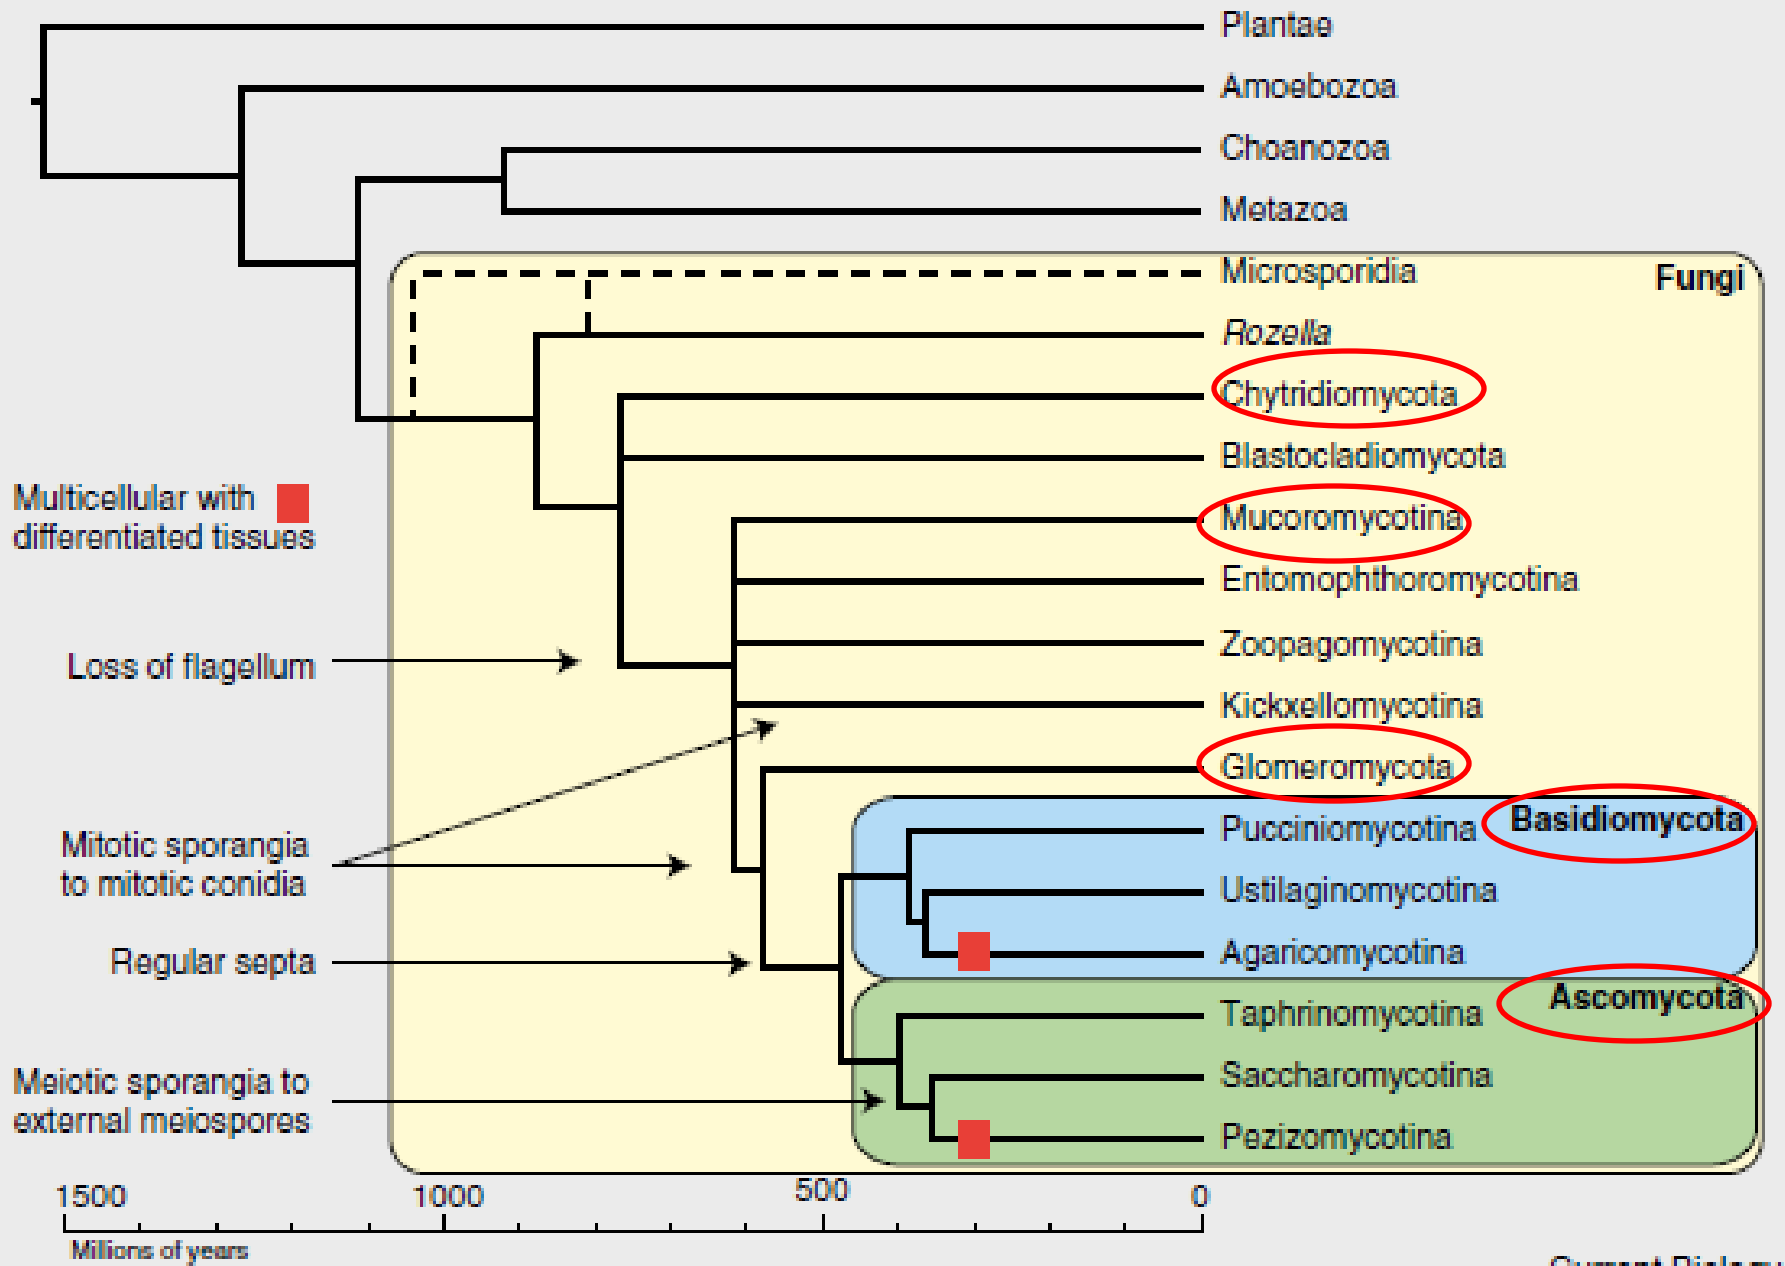 Plantae
Amoebozoa
Choanozoa
Metazoa
Microsporidia
Fungi
Rozella
Chytridiomycota
Blastocladiomycota
Multicellular with
differentiated tissues
Mucoromycotina
Entomophthoromycotina
Zoopagomycotina
Loss of flagellum
Kickxellomycotina
Glomeromycota
Basidiomycota
Pucciniomycotina
Mitotic sporangia
to mitotic conidia
Ustilaginomycotina
Agaricomycotina
Regular septa
Ascomycota
Taphrinomycotina
Saccharomycotina
Meiotic sporangia to
external meiospores
Pezizomycotina
1500 1000 500 0
Millions of years
Current Biology